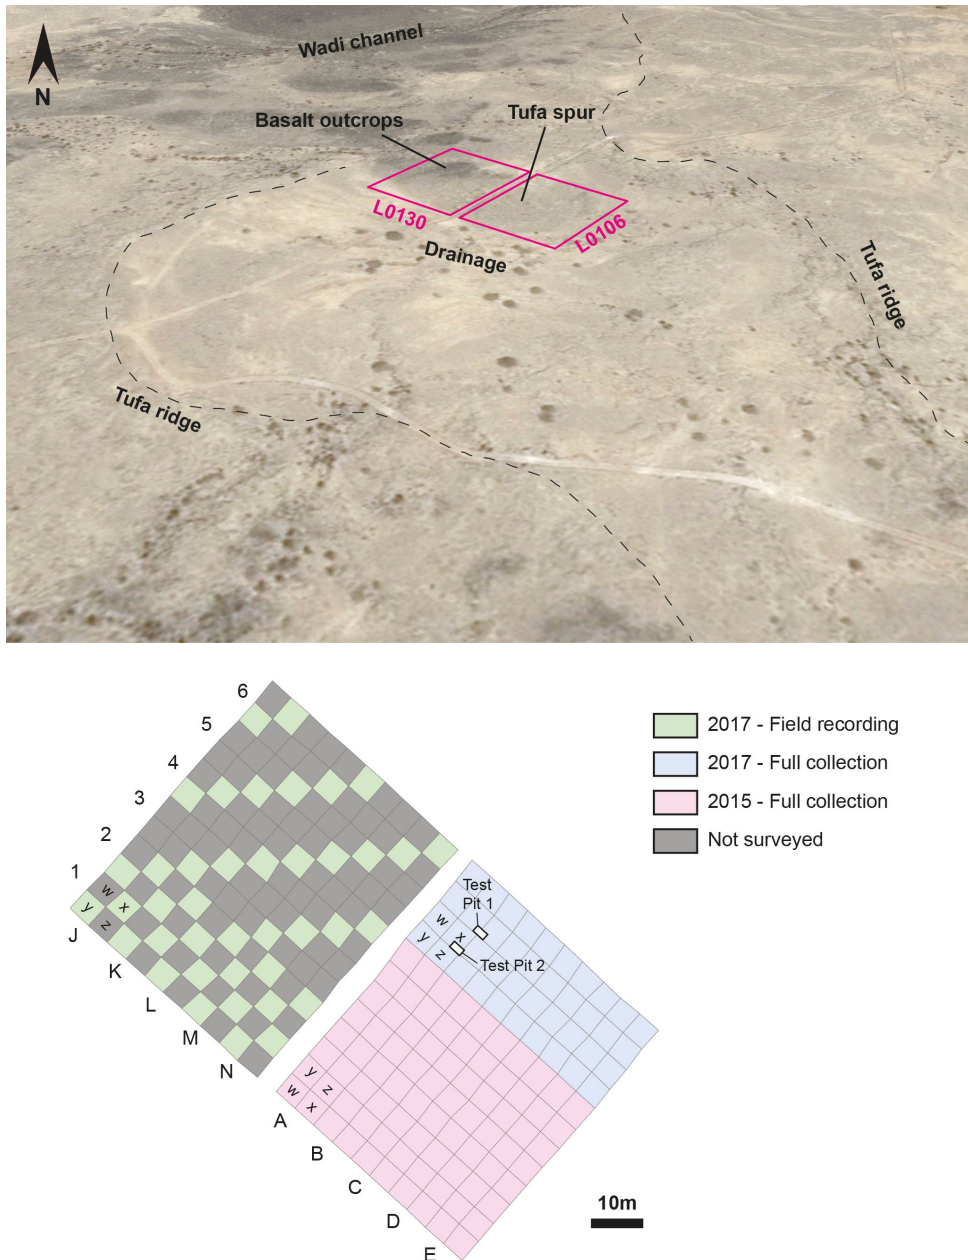 Wadi channel
N
Basalt outcrops
Tufa spur
L0130
L0106
Drainage
Tufa ridge
Tufa ridge
6
5
4
3
2
1
w
y
x
z
J
K
L
M
N
Test
Pit 1
w
x
y
z
Test Pit 2
y
z
w
x
A
B
C
D
E
2017 - Field recording
2017 - Full collection
2015 - Full collection
Not surveyed
10m